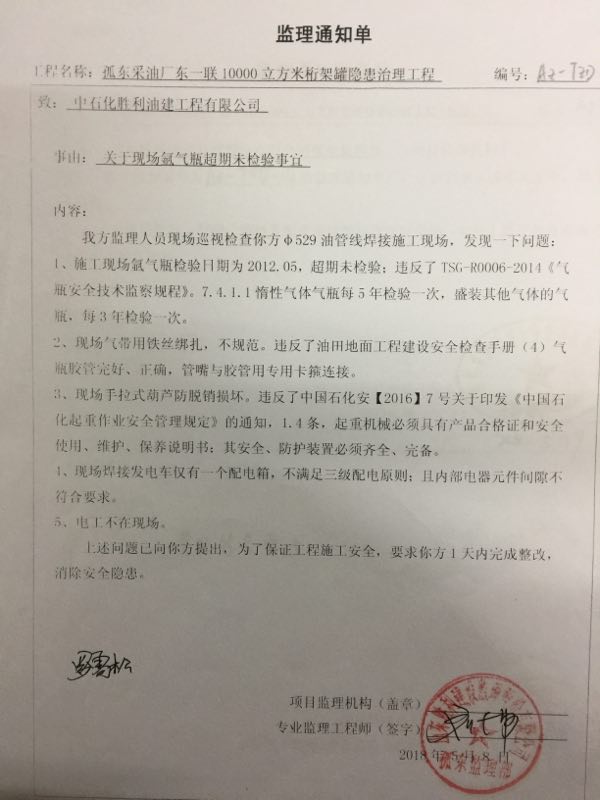 监理通知单
工程名称：孤东采油厂东一联10000立方米桁架罐隐患治理工程 编号：AZ-TZD
致：中石化胜利油建工程有限公司
事由：关于现场氩气瓶超期未检验事宜
内容：
我方监理人员现场巡视检查你方φ529油管线焊接施工现场，发现一下问题：
1、施工现场氩气瓶检验日期为2012.05，超期未检验；违反了TSG-R0006-2014《气
瓶安全技术监察规程》。7.4.1.1惰性气体气瓶每5年检验一次，盛装其他气体的气
瓶，每3年检验一次。
2、现场气带用铁丝绑扎，不规范。违反了油田地面工程建设安全检查手册（4）气
瓶胶管完好、正确，管嘴与胶管用专用卡箍连接。
3、现场手拉式葫芦防脱销损坏。违反了中国石化安【2016】7号关于印发《中国石
化起重作业安全管理规定》的通知，1.4条，起重机械必须具有产品合格证和安全
使用、维护、保养说明书；其安全、防护装置必须齐全、完备。
4、现场焊接发电车仅有一个配电箱，不满足三级配电原则；且内部电器元件间隙不
符合要求。
5、电工不在现场。
上述问题已向你方提出，为了保证工程施工安全，要求你方1天内完成整改，
消除安全隐患。
项目监理机构（盖章）
专业监理工程师（签字）
2018年5月8日
孤东监理部